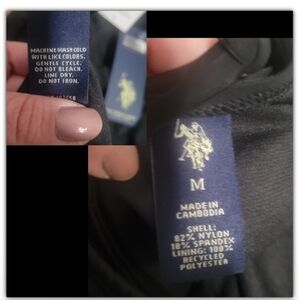 MACHINE WASH COLD
WITH LIKE COLORS.
GENTLE CYCLE.
DO NOT BLEACH.
LINE DRY.
DO NOT IRON.
M
MADE IN
CAMBODIA
SHELL:
82% NYLON
18% SPANDEX
LINING: 100%
RECYCLED
POLYESTER